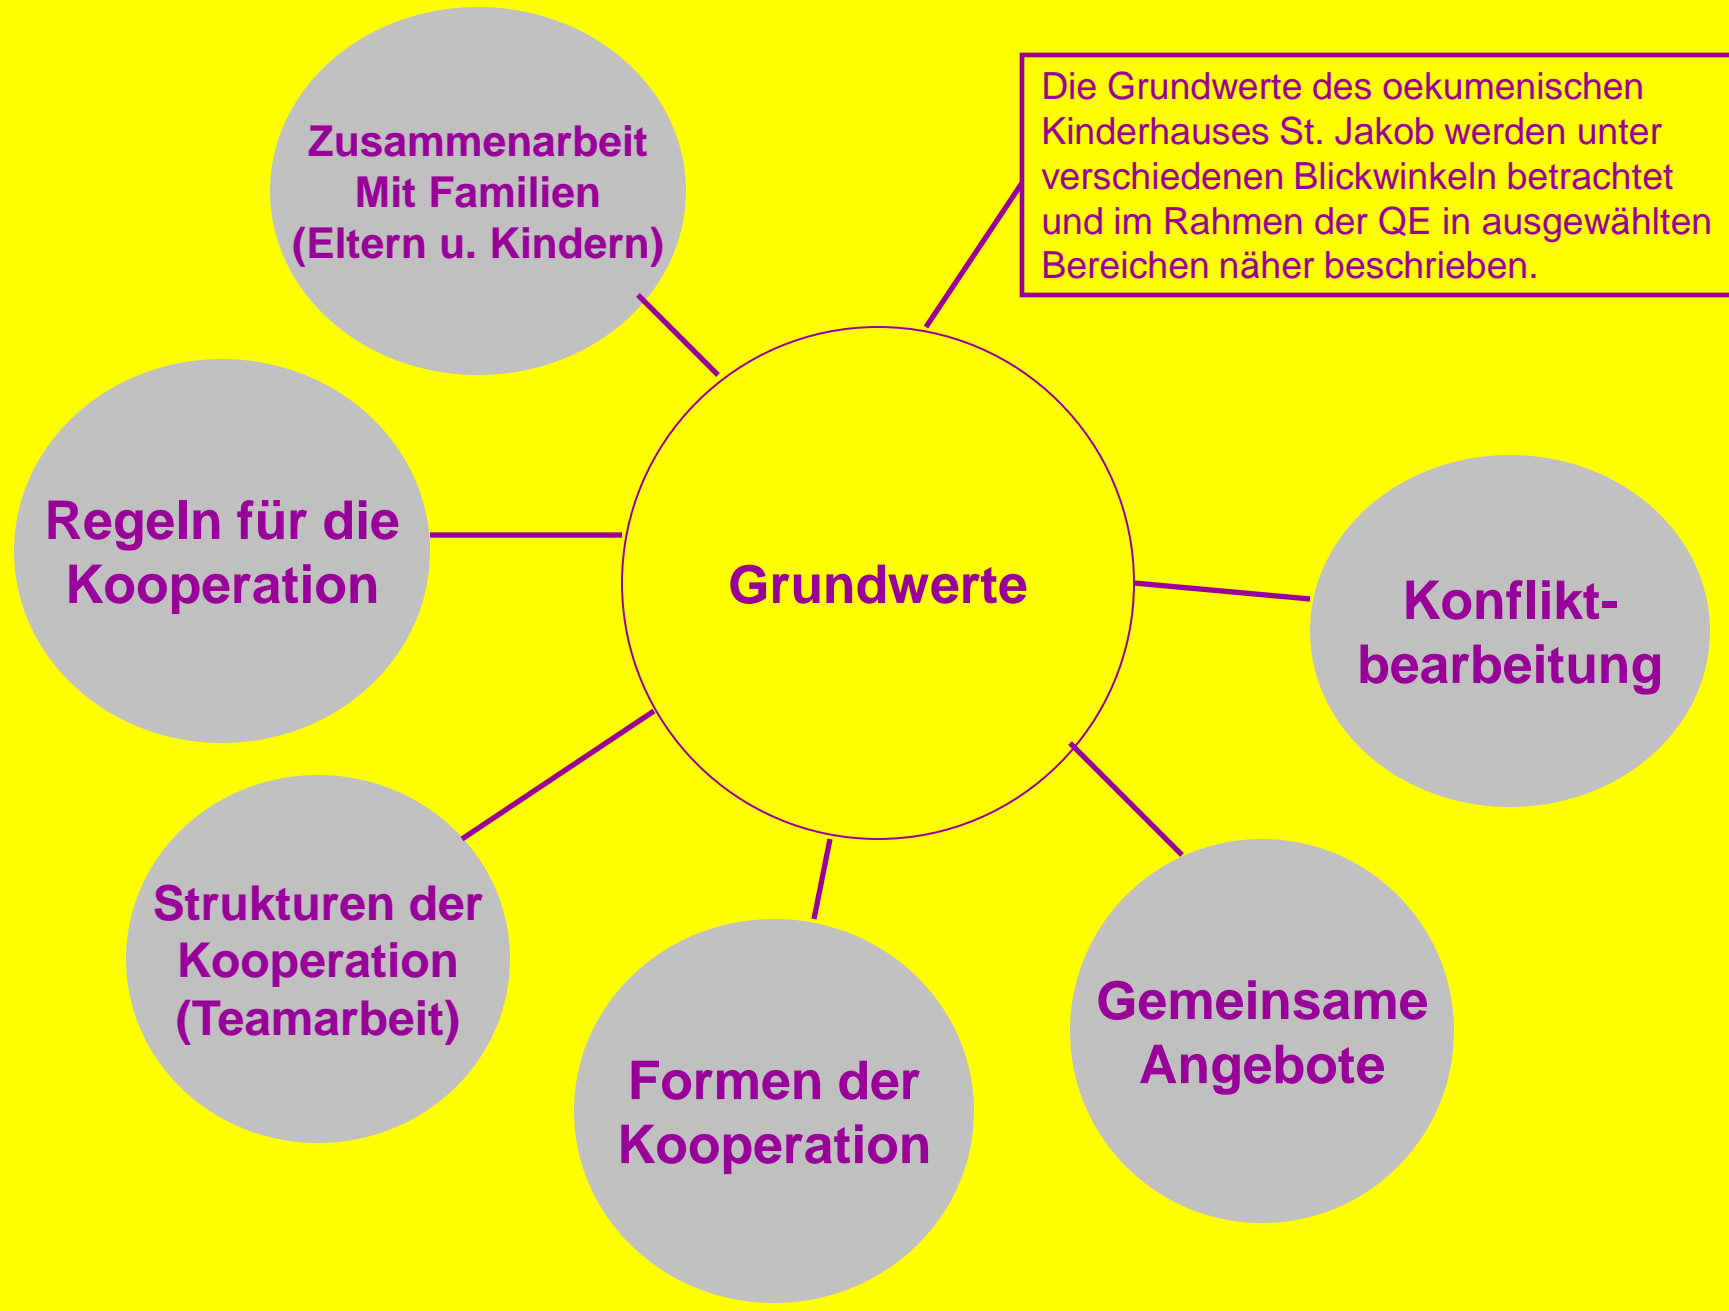 Zusammenarbeit
Mit Familien
(Eltern u. Kindern)
Die Grundwerte des oekumenischen
Kinderhauses St. Jakob werden unter
verschiedenen Blickwinkeln betrachtet
und im Rahmen der QE in ausgewählten
Bereichen näher beschrieben.
Regeln für die
Kooperation
Grundwerte
Konflikt-
bearbeitung
Strukturen der
Kooperation
(Teamarbeit)
Formen der
Kooperation
Gemeinsame
Angebote